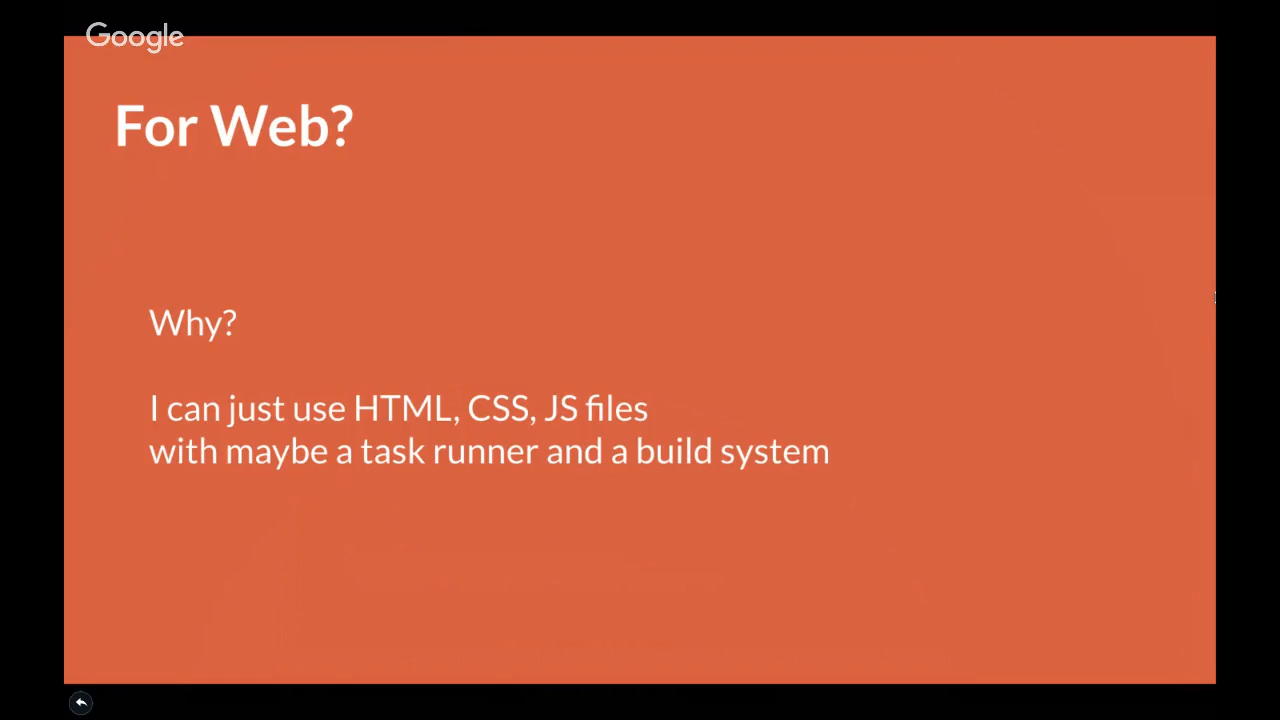 Google
For Web?
Why?
I can just use HTML, CSS, JS files
with maybe a task runner and a build system